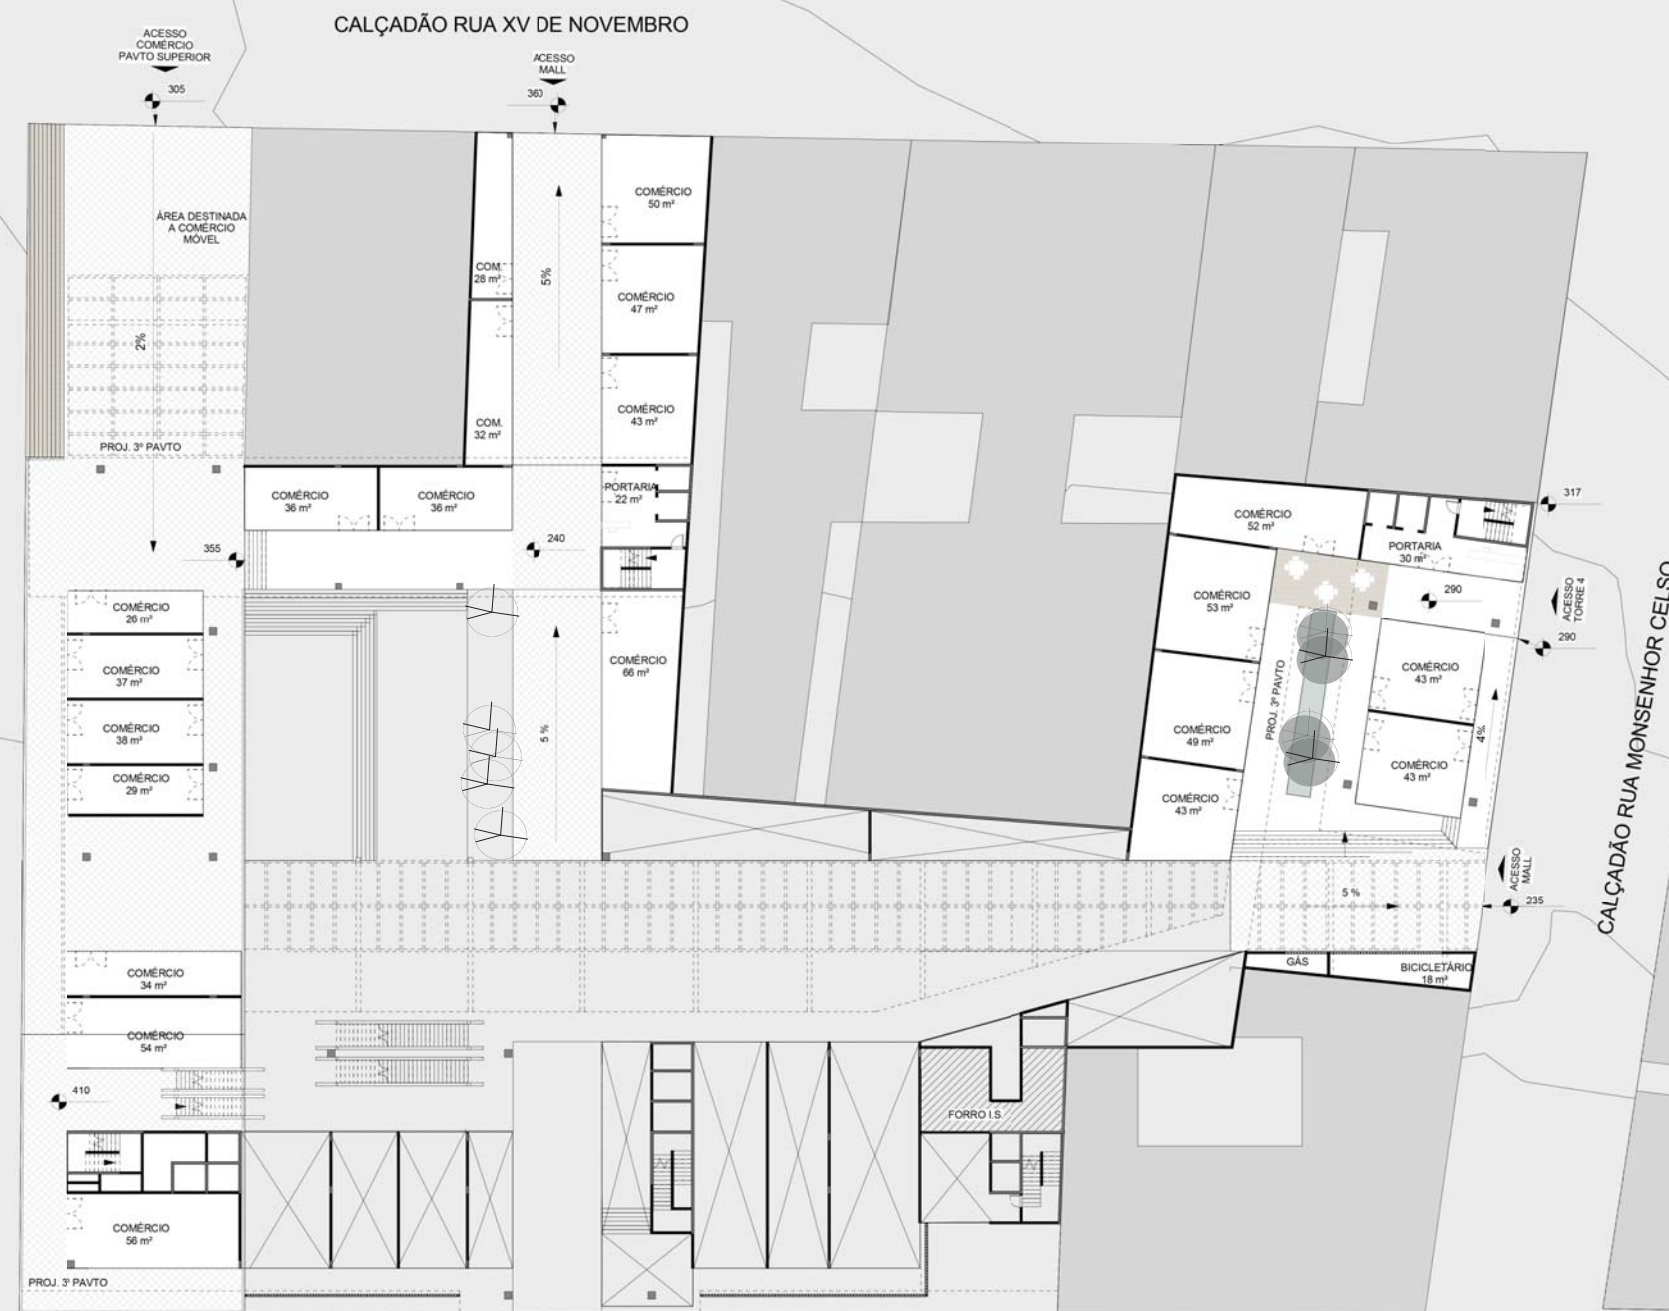 CALÇADÃO RUA XV DE NOVEMBRO
ACESSO
COMÉRCIO
PAVTO SUPERIOR
305
ACESSO
MALL
360
ÁREA DESTINADA
A COMÉRCIO
MÓVEL
2%
PROJ. 3º PAVTO
COM.
28 m²
5%
COMÉRCIO
50 m²
COMÉRCIO
47 m²
COM.
32 m²
COMÉRCIO
43 m²
COMÉRCIO
36 m²
COMÉRCIO
36 m²
PORTARIA
22 m²
355
240
COMÉRCIO
26 m²
COMÉRCIO
37 m²
COMÉRCIO
38 m²
COMÉRCIO
29 m²
5 %
COMÉRCIO
66 m²
COMÉRCIO
52 m²
PORTARIA
30 m²
317
COMÉRCIO
53 m²
290
ACESSO
TORRE 4
290
COMÉRCIO
43 m²
PROJ. 3º PAVTO
COMÉRCIO
49 m²
COMÉRCIO
43 m²
4%
COMÉRCIO
43 m²
CALÇADÃO RUA MONSENHOR CELSO
ACESSO
MALL
5 %
235
GÁS
BICICLETÁRIO
18 m²
COMÉRCIO
34 m²
COMÉRCIO
54 m²
410
FORRO I.S.
COMÉRCIO
56 m²
PROJ. 3º PAVTO